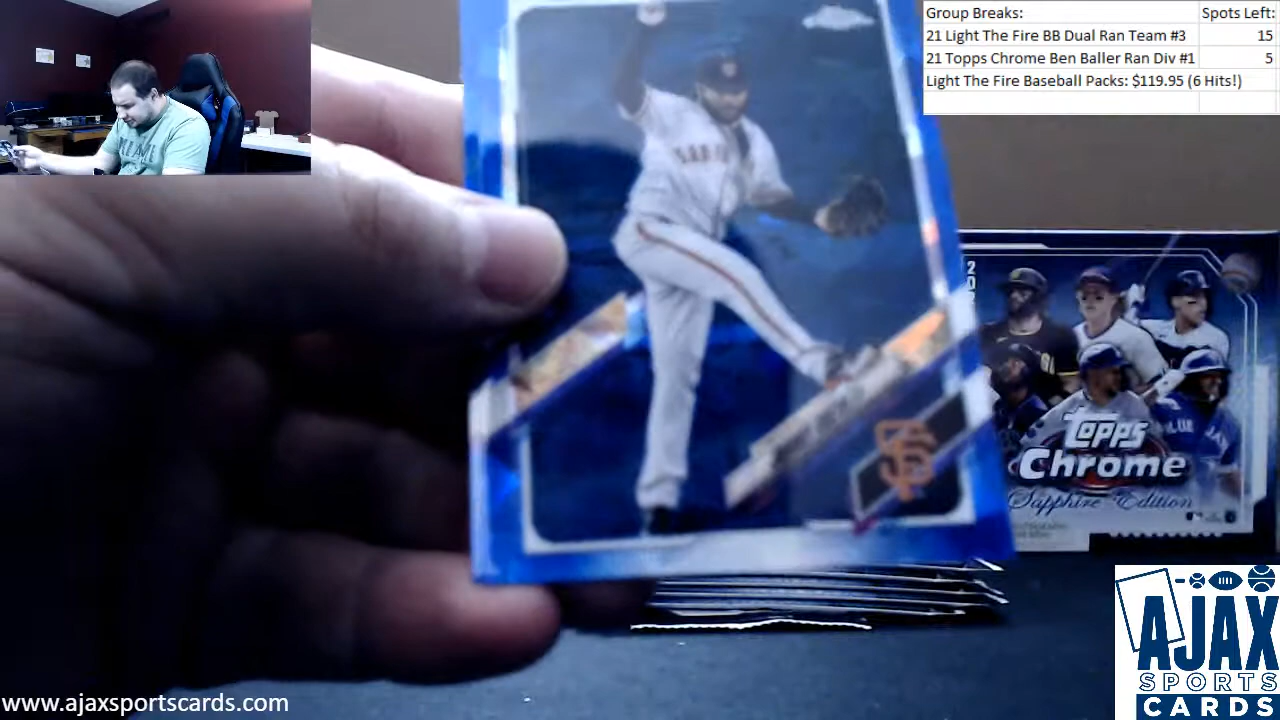 Group Breaks: Spots Left:
21 Light The Fire BB Dual Ran Team #3 15
21 Topps Chrome Ben Baller Ran Div #1 5
Light The Fire Baseball Packs: $119.95 (6 Hits!)
SF
Topps
Chrome
Sapphire Edition
AJAX
SPORTS
CARDS
www.ajaxsportscards.com